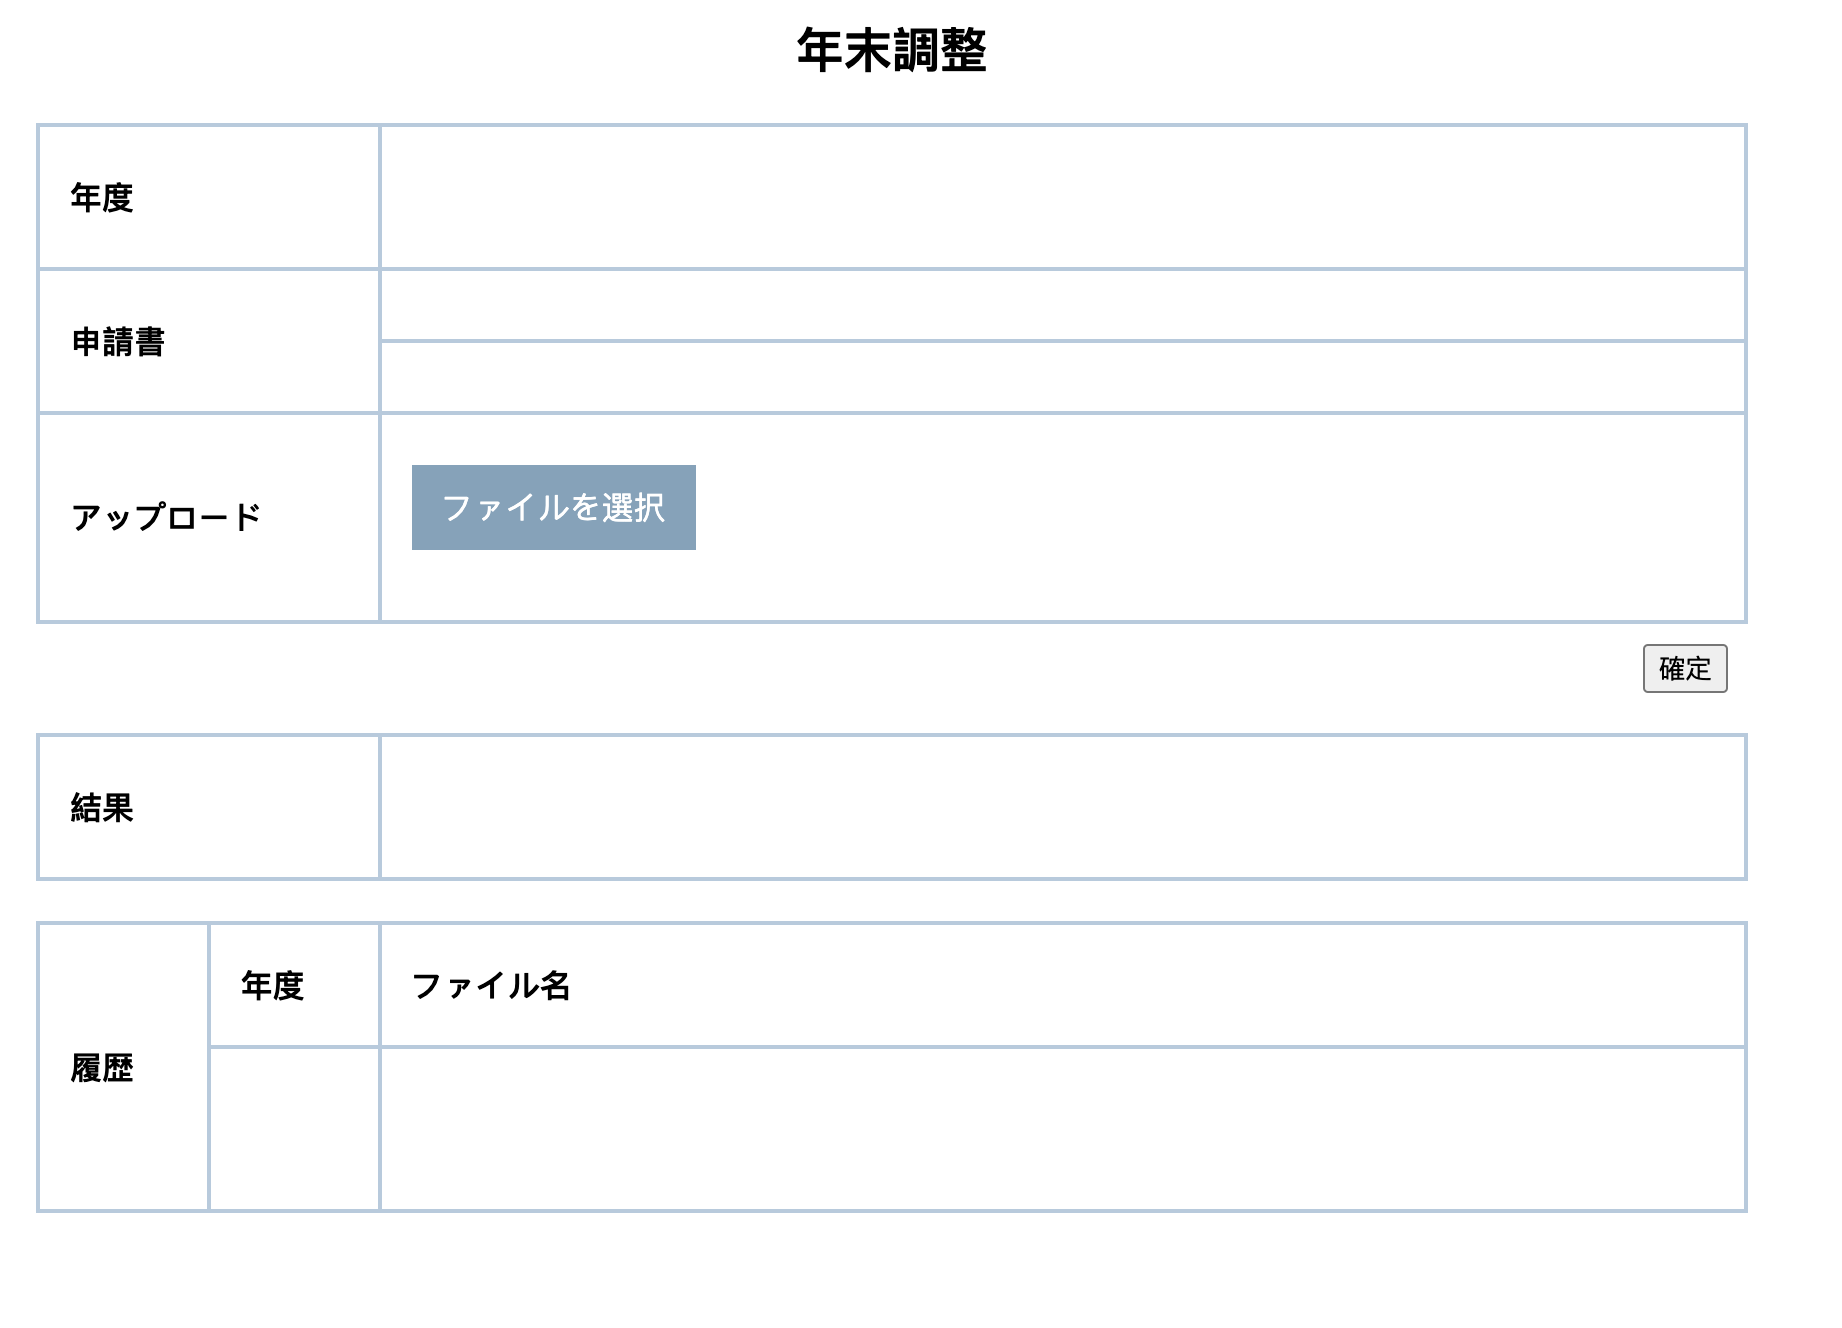 年末調整
年度
申請書
アップロード
ファイルを選択
確定
結果
履歴
年度
ファイル名